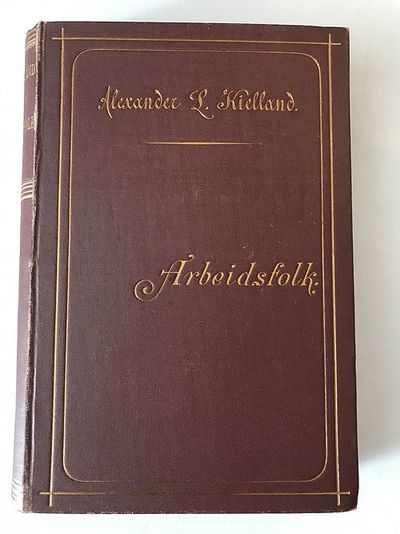 Alexander L. Kielland.
Arbeidsfolk.